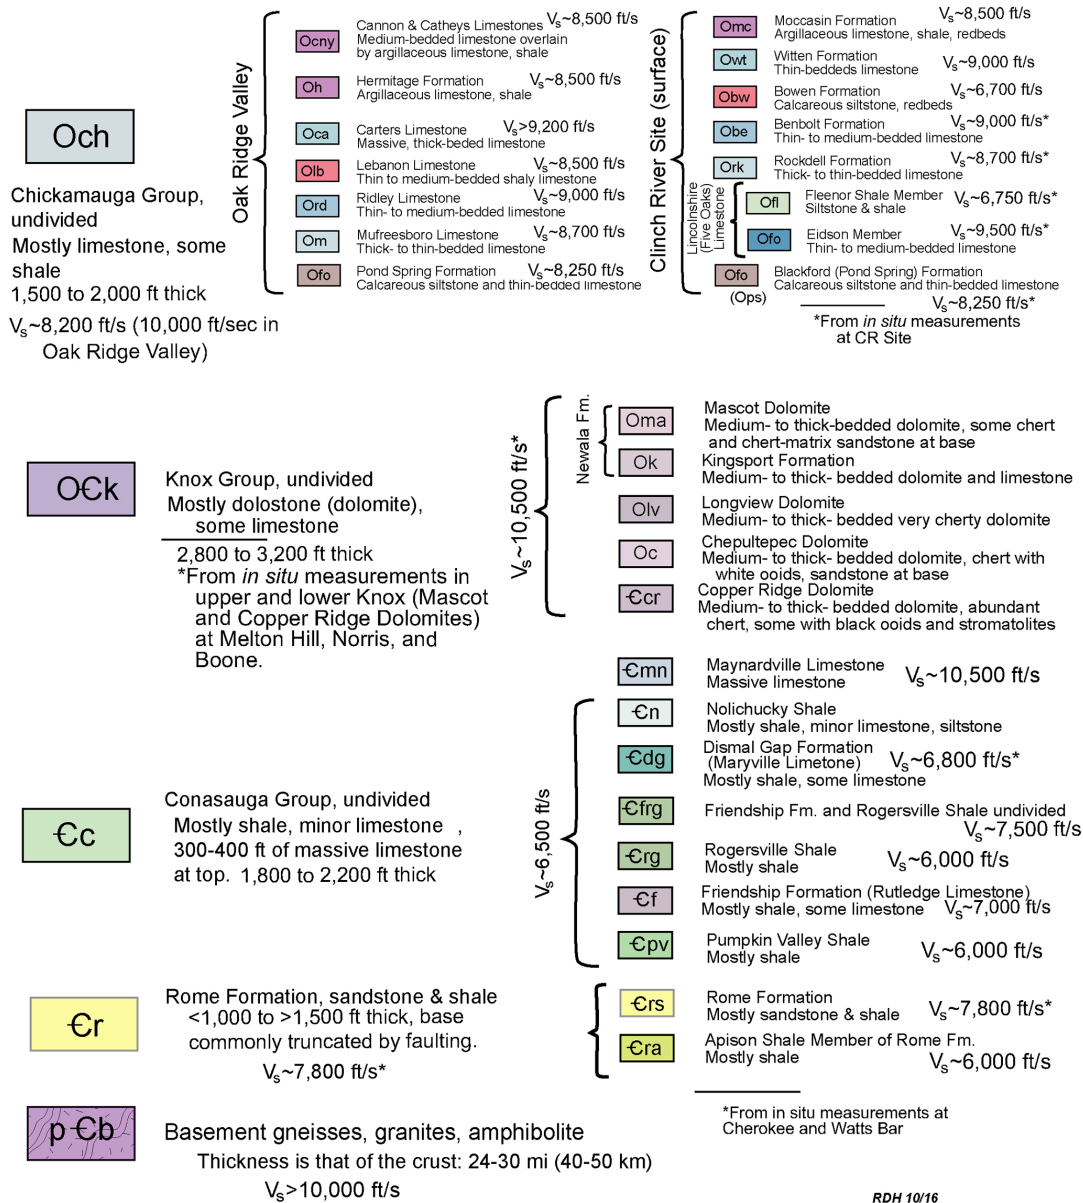 Och
Chickamauga Group,
undivided
Mostly limestone, some
shale
1,500 to 2,000 ft thick
Vs~8,200 ft/s (10,000 ft/sec in
Oak Ridge Valley)
Oak Ridge Valley
Ocny
Cannon & Catheys Limestones Vs~8,500 ft/s
Medium-bedded limestone overlain
by argillaceous limestone, shale
Oh
Hermitage Formation Vs~8,500 ft/s
Argillaceous limestone, shale
Oca
Carters Limestone Vs>9,200 ft/s
Massive, thick-beded limestone
Olb
Lebanon Limestone Vs~8,500 ft/s
Thin to medium-bedded shaly limestone
Ord
Ridley Limestone Vs~9,000 ft/s
Thin- to medium-bedded limestone
Om
Mufreesboro Limestone Vs~8,700 ft/s
Thick- to thin-bedded limestone
Ofo
Pond Spring Formation Vs~8,250 ft/s
Calcareous siltstone and thin-bedded limestone
Clinch River Site (surface)
Omc
Moccasin Formation Vs~8,500 ft/s
Argillaceous limestone, shale, redbeds
Owt
Witten Formation Vs~9,000 ft/s
Thin-beddeds limestone
Obw
Bowen Formation Vs~6,700 ft/s
Calcareous siltstone, redbeds
Obe
Benbolt Formation Vs~9,000 ft/s*
Thin- to medium-bedded limestone
Ork
Rockdell Formation Vs~8,700 ft/s*
Thick- to thin-bedded limestone
Lincolnshire
(Five Oaks)
Limestone
Ofl
Fleenor Shale Member Vs~6,750 ft/s*
Siltstone & shale
Ofo
Eidson Member Vs~9,500 ft/s*
Thin- to medium-bedded limestone
Ofo
(Ops)
Blackford (Pond Spring) Formation
Calcareous siltstone and thin-bedded limestone
Vs~8,250 ft/s*
*From in situ measurements
at CR Site
OꞒk
Knox Group, undivided
Mostly dolostone (dolomite),
some limestone
2,800 to 3,200 ft thick
*From in situ measurements in
upper and lower Knox (Mascot
and Copper Ridge Dolomites)
at Melton Hill, Norris, and
Boone.
Vs~10,500 ft/s*
Newala Fm.
Oma
Mascot Dolomite
Medium- to thick-bedded dolomite, some chert
and chert-matrix sandstone at base
Ok
Kingsport Formation
Medium- to thick- bedded dolomite and limestone
Olv
Longview Dolomite
Medium- to thick- bedded very cherty dolomite
Oc
Chepultepec Dolomite
Medium- to thick- bedded dolomite, chert with
white ooids, sandstone at base
Ꞓcr
Copper Ridge Dolomite
Medium- to thick- bedded dolomite, abundant
chert, some with black ooids and stromatolites
Ꞓmn
Maynardville Limestone Vs~10,500 ft/s
Massive limestone
Ꞓc
Conasauga Group, undivided
Mostly shale, minor limestone ,
300-400 ft of massive limestone
at top. 1,800 to 2,200 ft thick
Vs~6,500 ft/s
Ꞓn
Nolichucky Shale
Mostly shale, minor limestone, siltstone
Ꞓdg
Dismal Gap Formation
(Maryville Limetone) Vs~6,800 ft/s*
Mostly shale, some limestone
Ꞓfrg
Friendship Fm. and Rogersville Shale undivided
Vs~7,500 ft/s
Ꞓrg
Rogersville Shale Vs~6,000 ft/s
Mostly shale
Ꞓf
Friendship Formation (Rutledge Limestone)
Mostly shale, some limestone Vs~7,000 ft/s
Ꞓpv
Pumpkin Valley Shale Vs~6,000 ft/s
Mostly shale
Ꞓr
Rome Formation, sandstone & shale
<1,000 to >1,500 ft thick, base
commonly truncated by faulting.
Vs~7,800 ft/s*
Ꞓrs
Rome Formation Vs~7,800 ft/s*
Mostly sandstone & shale
Ꞓra
Apison Shale Member of Rome Fm.
Mostly shale Vs~6,000 ft/s
*From in situ measurements at
Cherokee and Watts Bar
pꞒb
Basement gneisses, granites, amphibolite
Thickness is that of the crust: 24-30 mi (40-50 km)
Vs>10,000 ft/s
RDH 10/16